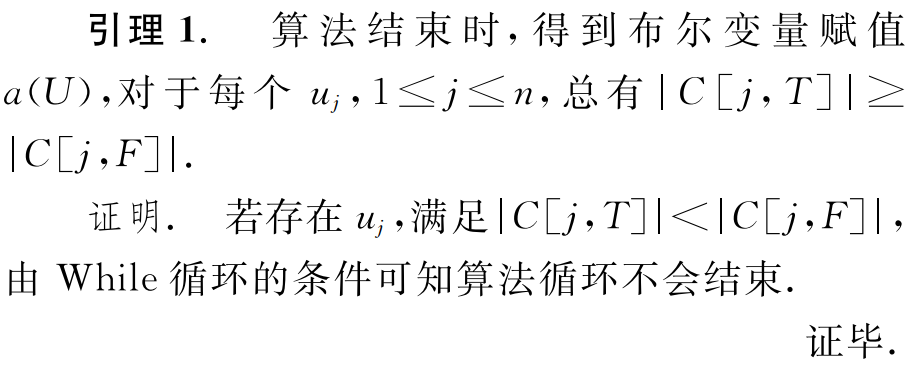 引理 1. 算法结束时,得到布尔变量赋值
a(U),对于每个 u_j,1≤j≤n,总有|C[j,T]|≥
|C[j,F]|.
证明. 若存在 u_j,满足|C[j,T]|<|C[j,F]|,
由 While 循环的条件可知算法循环不会结束.
证毕.